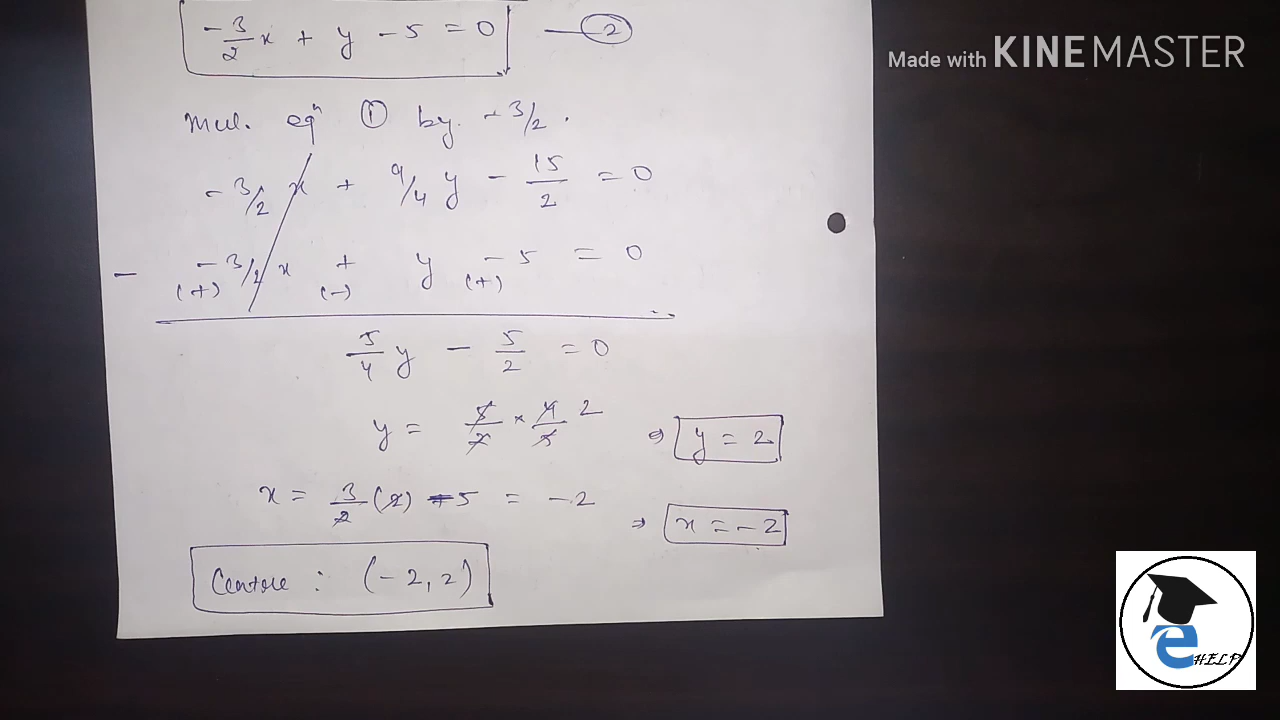 -3/2 x + y - 5 = 0 — 2
Made with KINEMASTER
Mul. eqⁿ ① by -3/2.
-3/2 x + 9/4 y - 15/2 = 0
- -3/2 x + y - 5 = 0
(+) (-) (+)
5/4 y - 5/2 = 0
y = 5/2 × 4/5 2 ⇒ y = 2
x = 3/2 (2) - 5 = -2
⇒ x = -2
Centre : (-2, 2)
e HELP